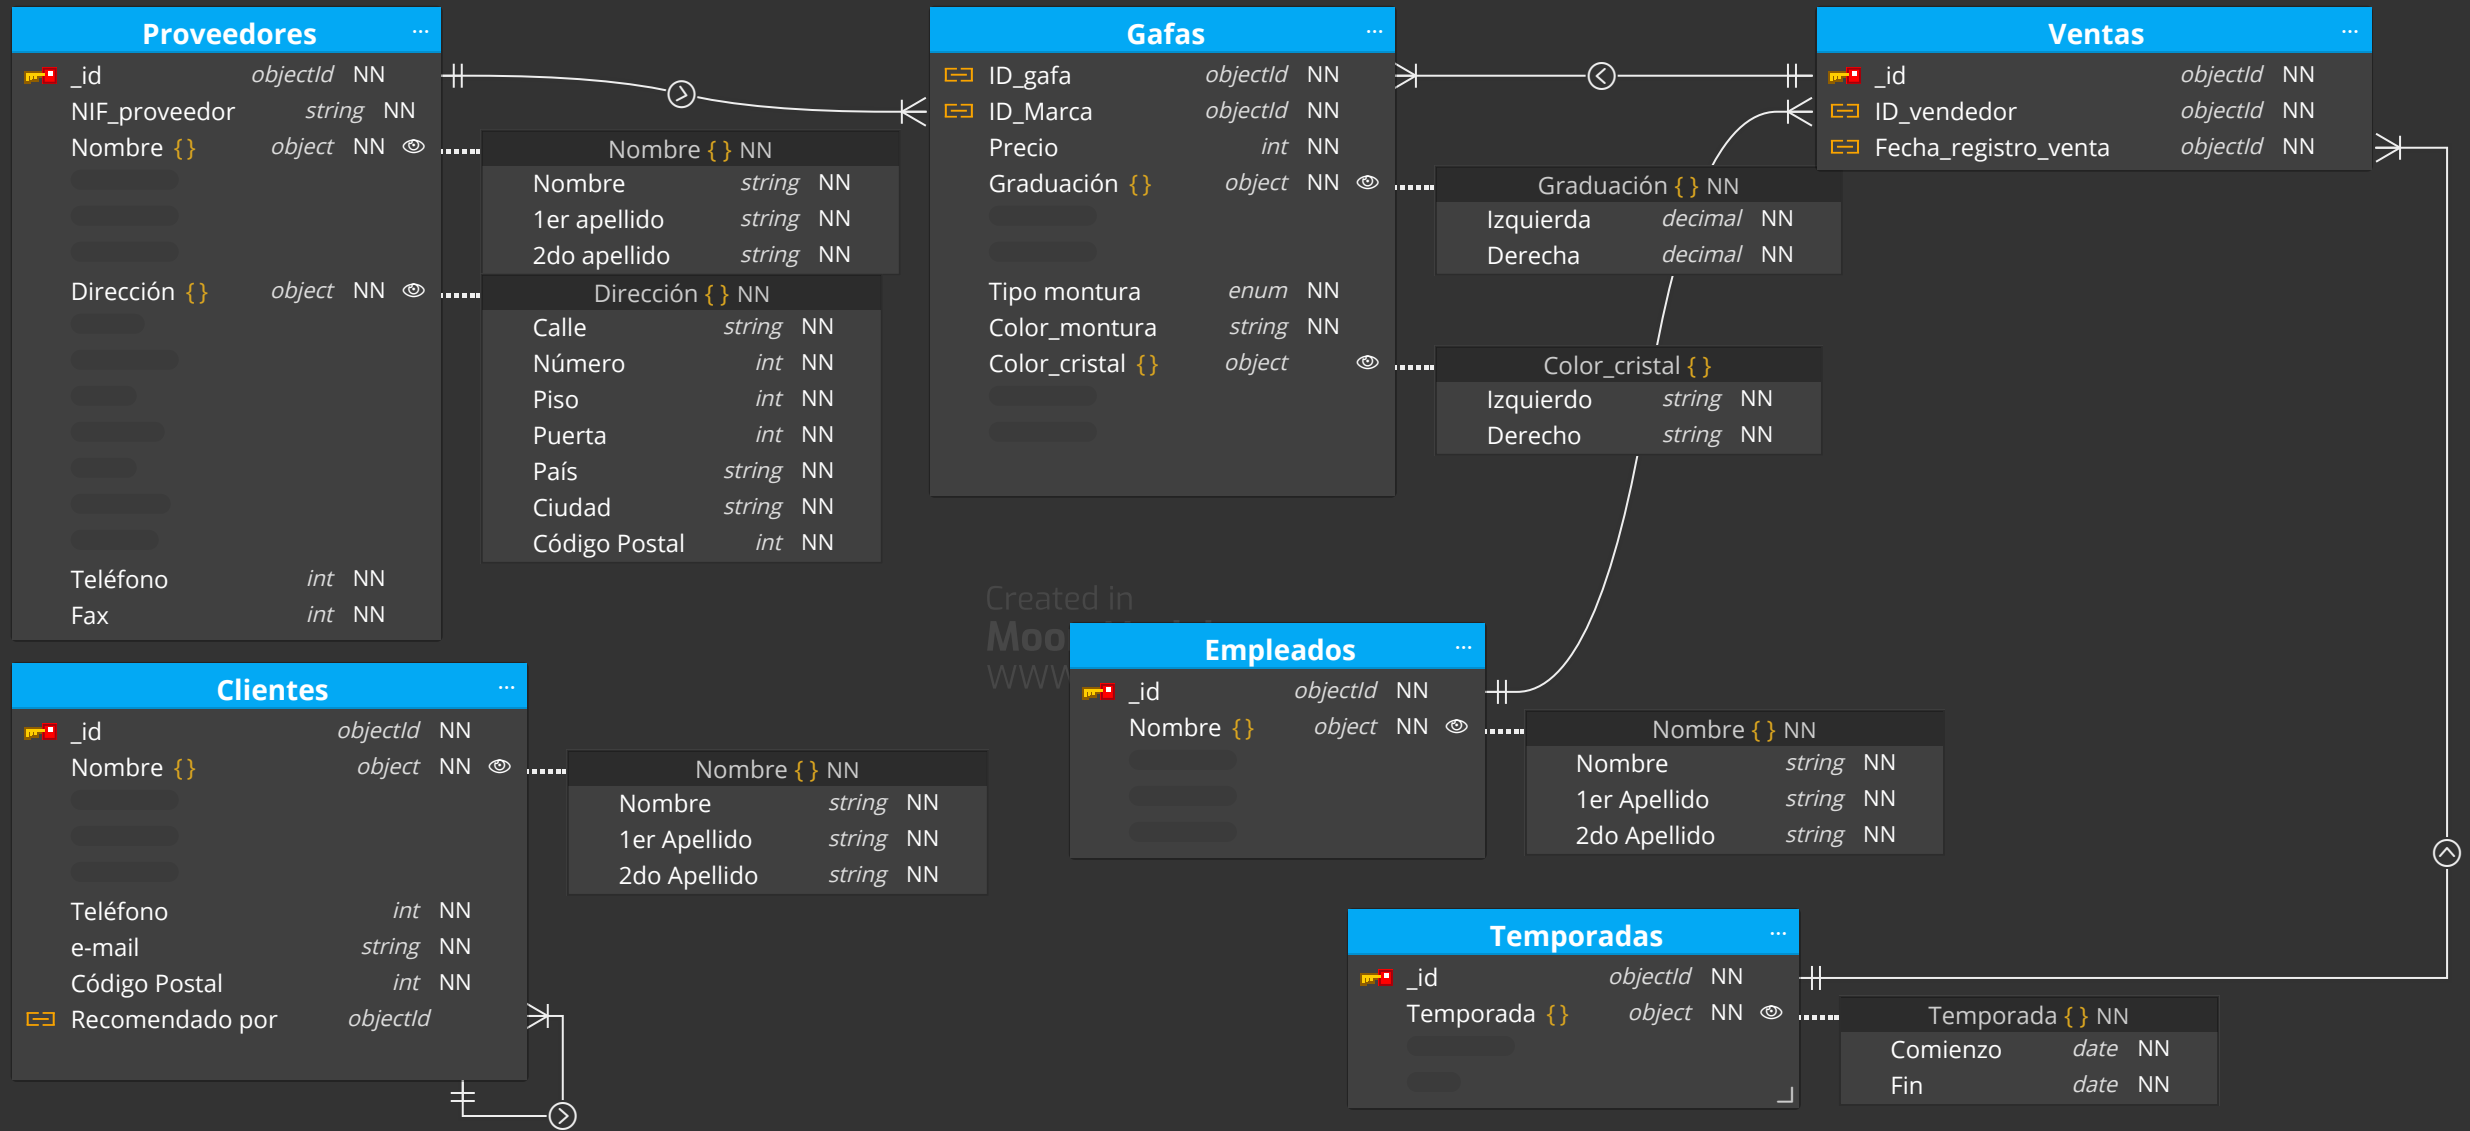 Proveedores ...
_id objectId NN
NIF_proveedor string NN
Nombre { } object NN
Dirección { } object NN
Teléfono int NN
Fax int NN
Nombre { } NN
Nombre string NN
1er apellido string NN
2do apellido string NN
Dirección { } NN
Calle string NN
Número int NN
Piso int NN
Puerta int NN
País string NN
Ciudad string NN
Código Postal int NN
Gafas ...
ID_gafa objectId NN
ID_Marca objectId NN
Precio int NN
Graduación { } object NN
Tipo montura enum NN
Color_montura string NN
Color_cristal { } object
Graduación { } NN
Izquierda decimal NN
Derecha decimal NN
Color_cristal { }
Izquierdo string NN
Derecho string NN
Ventas ...
_id objectId NN
ID_vendedor objectId NN
Fecha_registro_venta objectId NN
Created in
Clientes ...
_id objectId NN
Nombre { } object NN
Teléfono int NN
e-mail string NN
Código Postal int NN
Recomendado por objectId
Nombre { } NN
Nombre string NN
1er Apellido string NN
2do Apellido string NN
Empleados ...
_id objectId NN
Nombre { } object NN
Nombre { } NN
Nombre string NN
1er Apellido string NN
2do Apellido string NN
Temporadas ...
_id objectId NN
Temporada { } object NN
Temporada { } NN
Comienzo date NN
Fin date NN